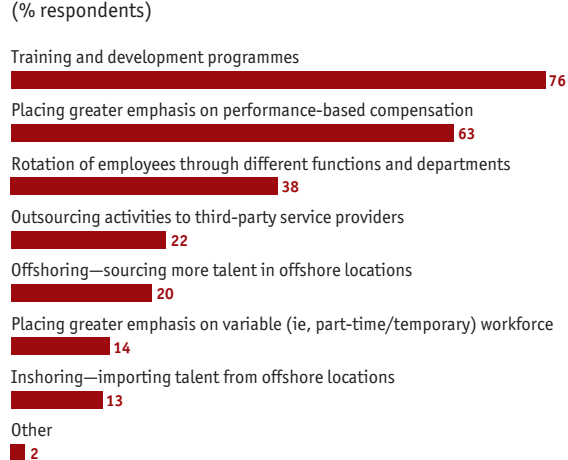 (% respondents)
Training and development programmes
76
Placing greater emphasis on performance-based compensation
63
Rotation of employees through different functions and departments
38
Outsourcing activities to third-party service providers
22
Offshoring—sourcing more talent in offshore locations
20
Placing greater emphasis on variable (ie, part-time/temporary) workforce
14
Inshoring—importing talent from offshore locations
13
Other
2